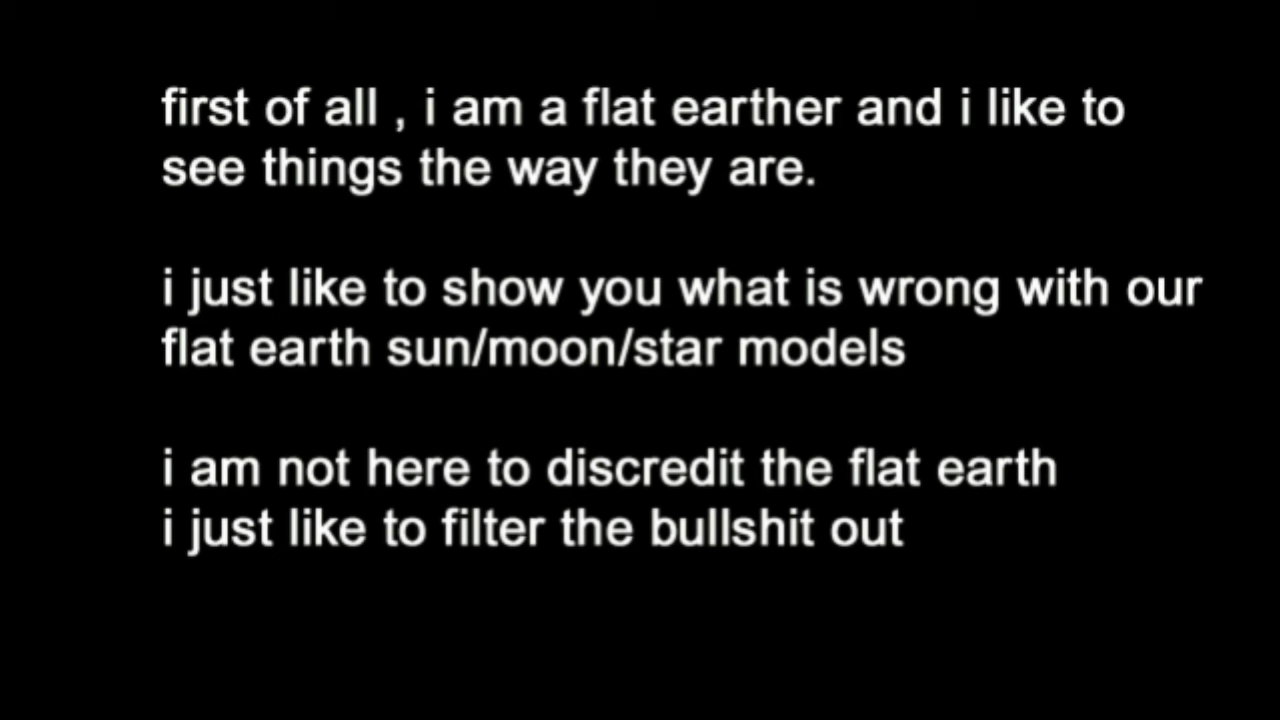 first of all , i am a flat earther and i like to
see things the way they are.
i just like to show you what is wrong with our
flat earth sun/moon/star models
i am not here to discredit the flat earth
i just like to filter the bullshit out